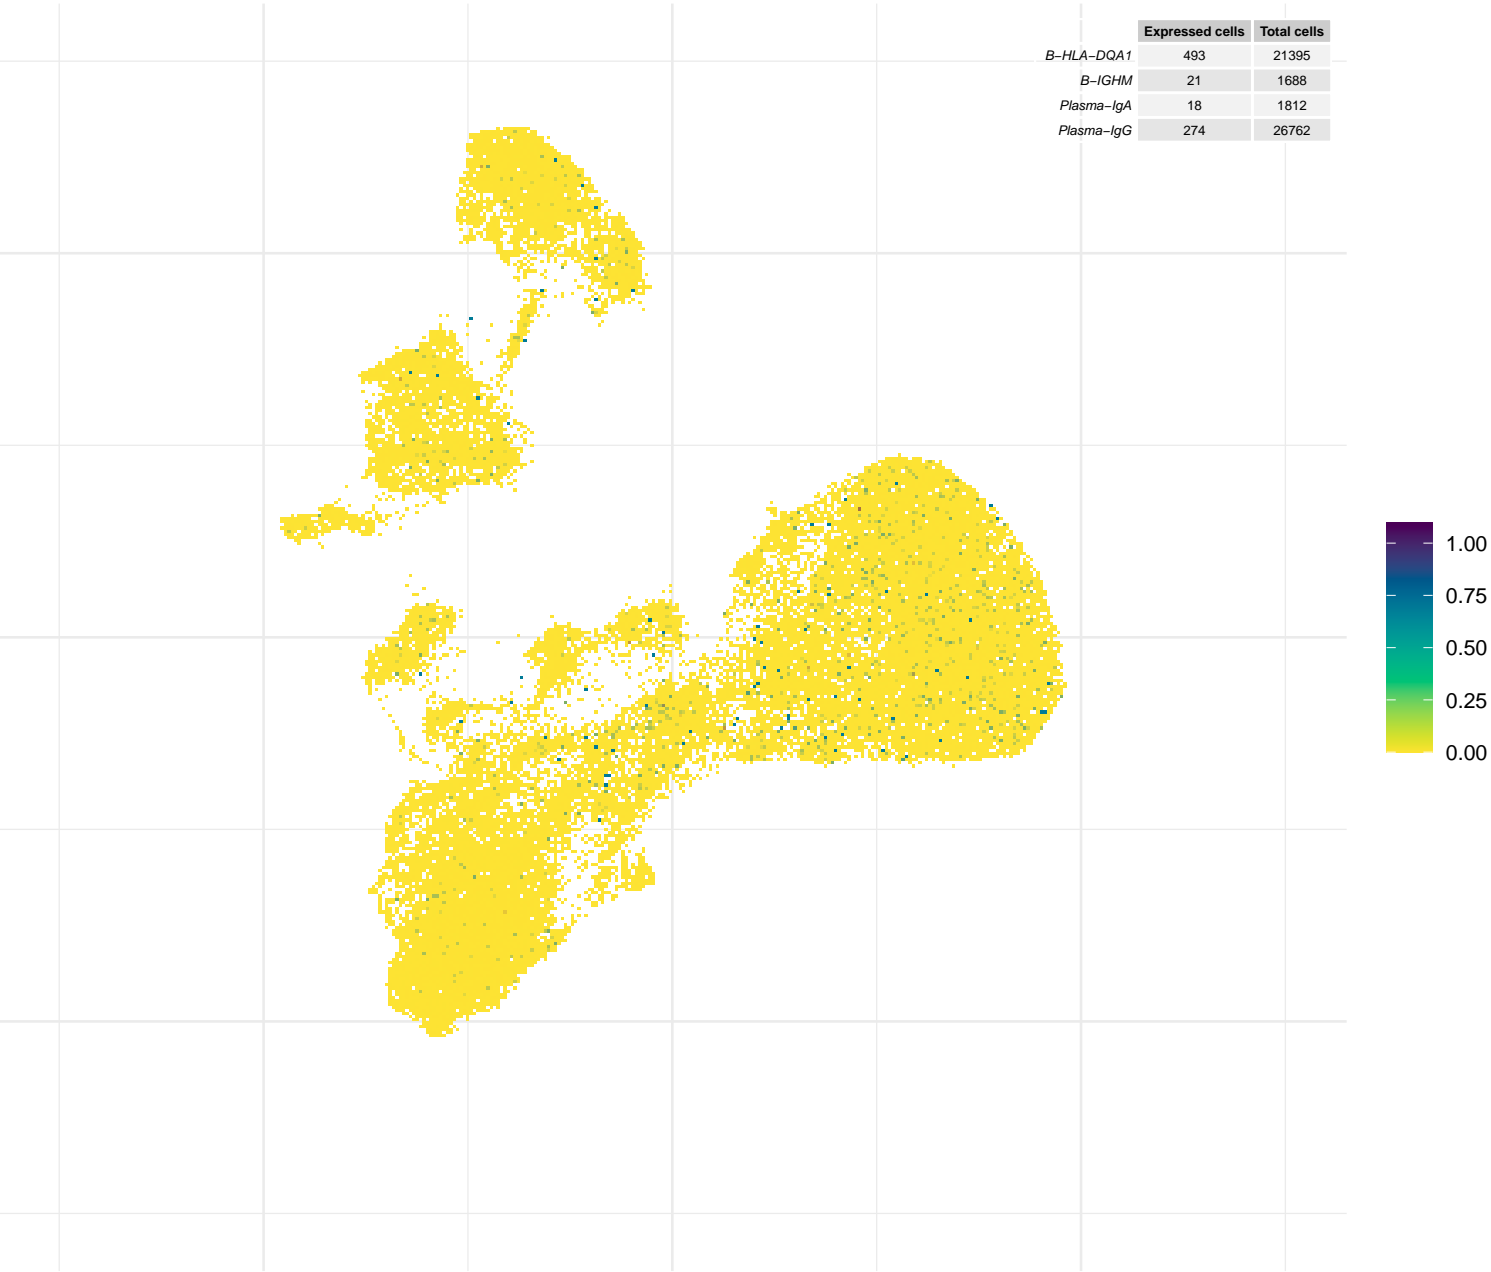 Expressed cells Total cells
B−HLA−DQA1 493 21395
B−IGHM 21 1688
Plasma−IgA 18 1812
Plasma−IgG 274 26762
1.00
0.75
0.50
0.25
0.00